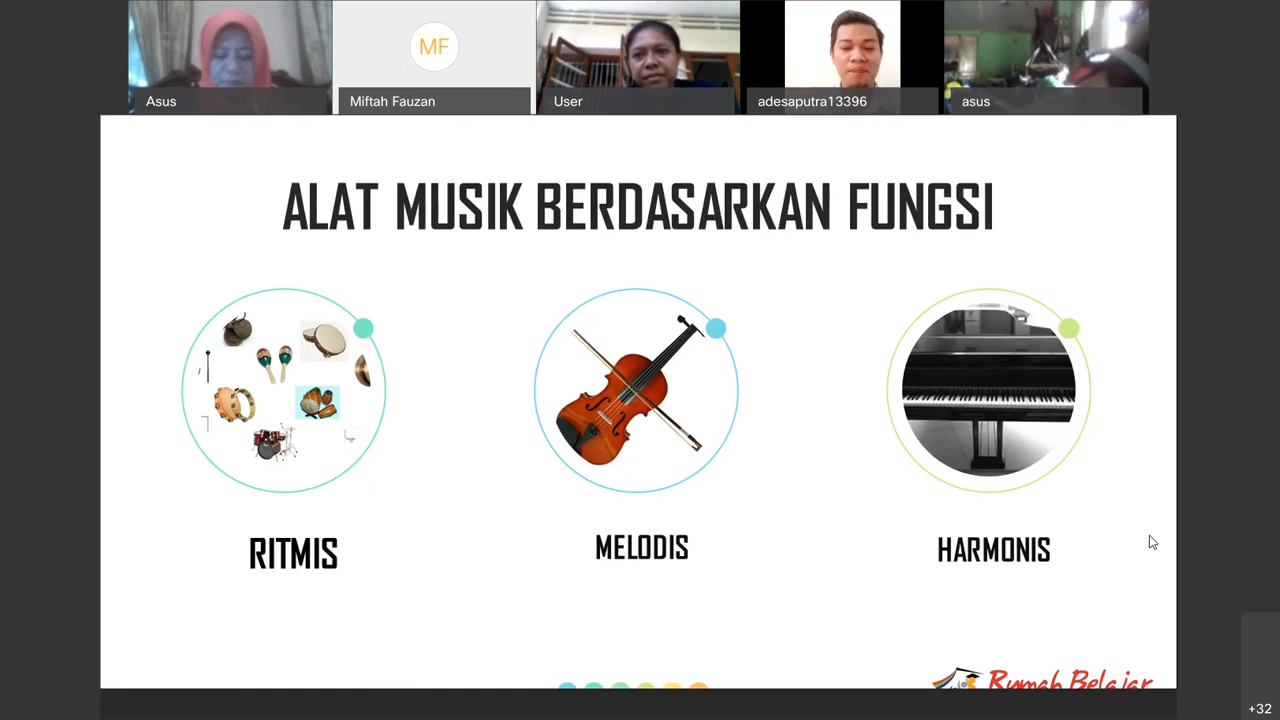 MF
Asus
Miftah Fauzan
User
adesaputra13396
asus
ALAT MUSIK BERDASARKAN FUNGSI
RITMIS
MELODIS
HARMONIS
Rumah Belajar
+32